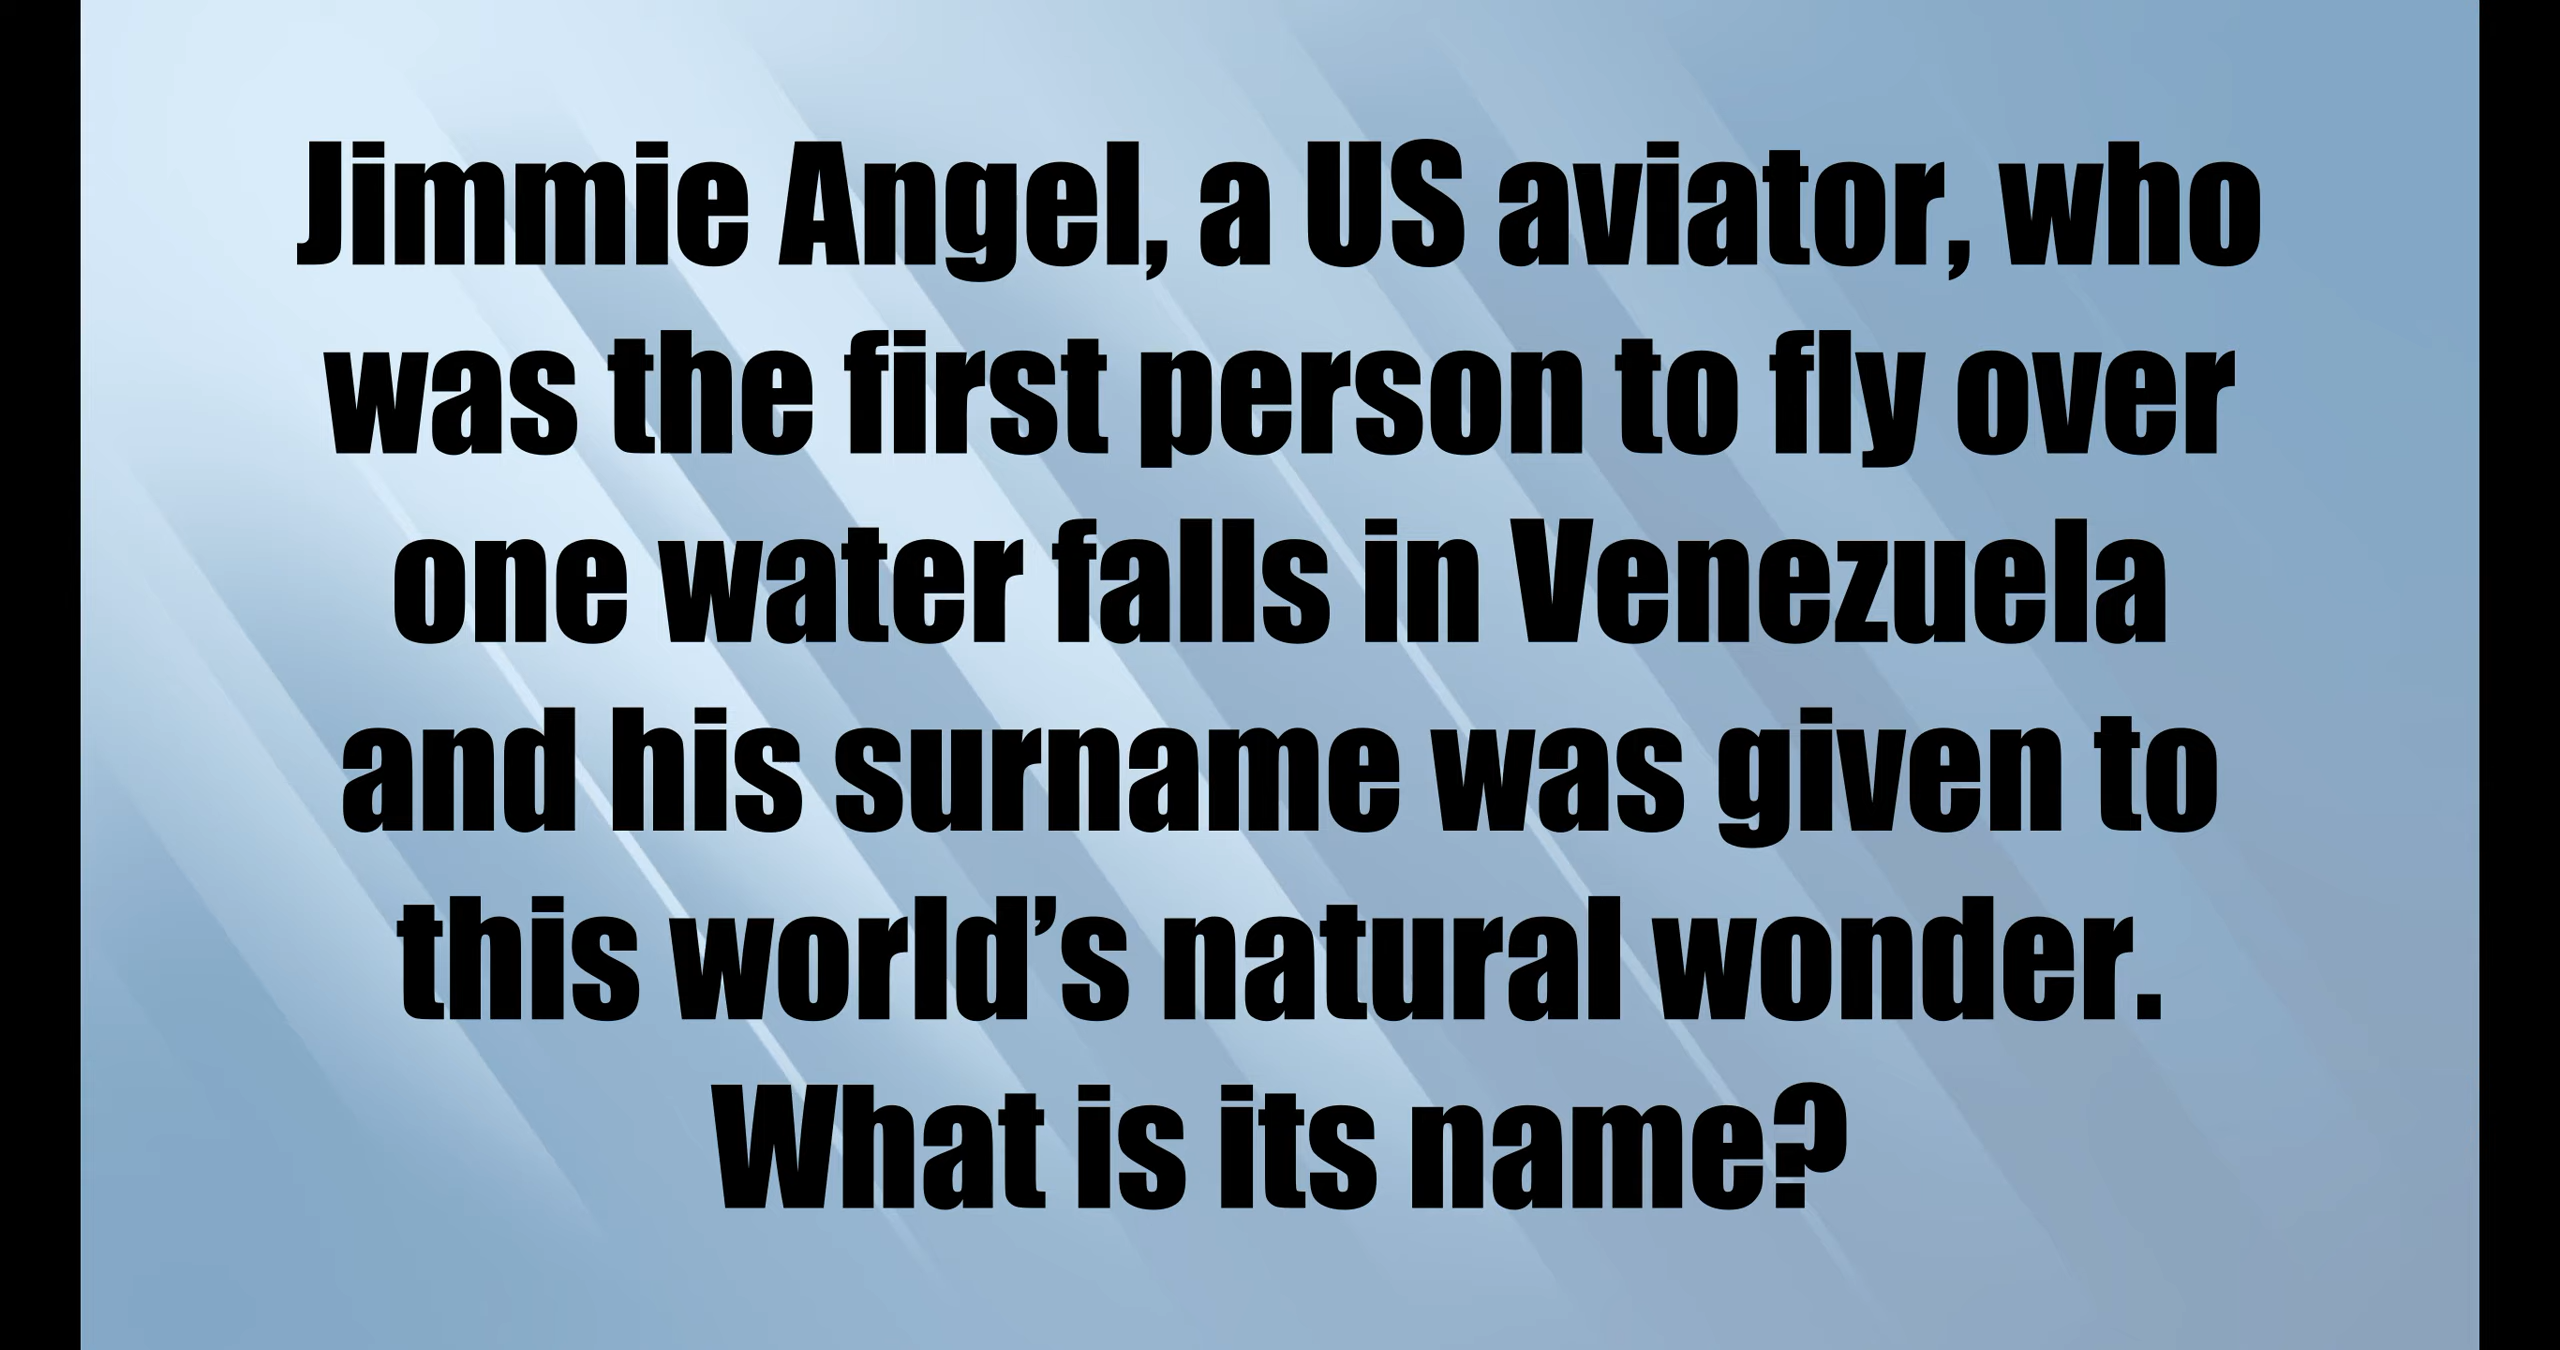 Jimmie Angel, a US aviator, who
was the first person to fly over
one water falls in Venezuela
and his surname was given to
this world’s natural wonder.
What is its name?